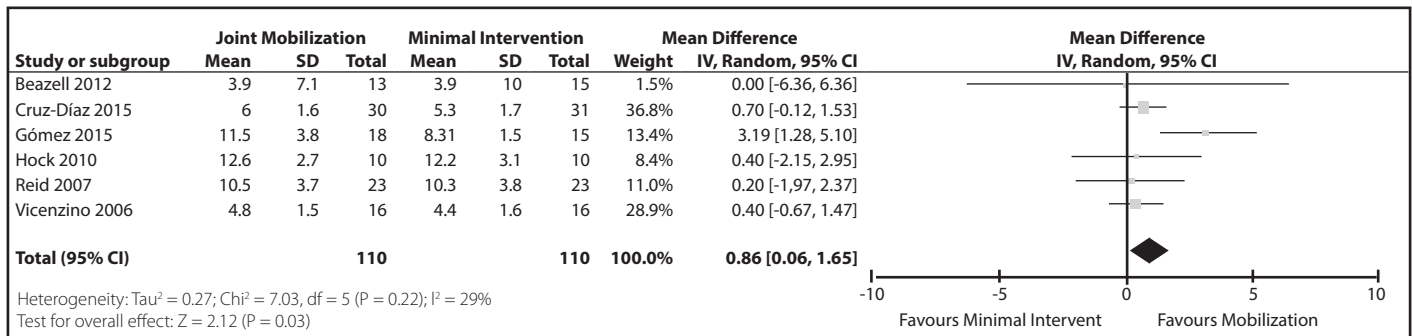 Joint Mobilization Minimal Intervention Mean Difference Mean Difference
Study or subgroup Mean SD Total Mean SD Total Weight IV, Random, 95% CI IV, Random, 95% CI
Beazell 2012 3.9 7.1 13 3.9 10 15 1.5% 0.00 [-6.36, 6.36]
Cruz-Díaz 2015 6 1.6 30 5.3 1.7 31 36.8% 0.70 [-0.12, 1.53]
Gómez 2015 11.5 3.8 18 8.31 1.5 15 13.4% 3.19 [1.28, 5.10]
Hock 2010 12.6 2.7 10 12.2 3.1 10 8.4% 0.40 [-2.15, 2.95]
Reid 2007 10.5 3.7 23 10.3 3.8 23 11.0% 0.20 [-1,97, 2.37]
Vicenzino 2006 4.8 1.5 16 4.4 1.6 16 28.9% 0.40 [-0.67, 1.47]
Total (95% CI) 110 110 100.0% 0.86 [0.06, 1.65]
-10 -5 0 5 10
Heterogeneity: Tau² = 0.27; Chi² = 7.03, df = 5 (P = 0.22); I² = 29%
Test for overall effect: Z = 2.12 (P = 0.03)
Favours Minimal Intervent Favours Mobilization